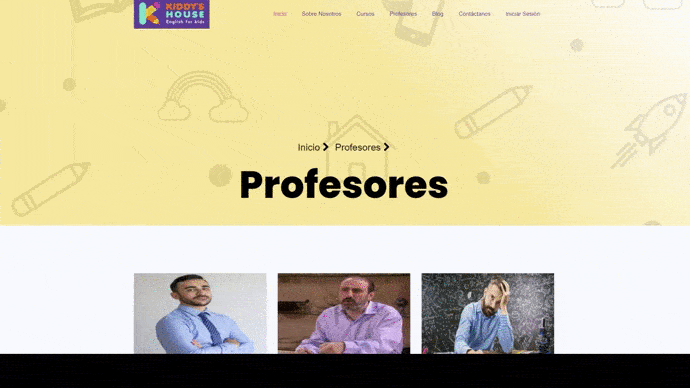 KIDDY'S
HOUSE
English for kids
Inicio Sobre Nosotros Cursos Profesores Blog Contáctanos Iniciar Sesión
Inicio Profesores
Profesores